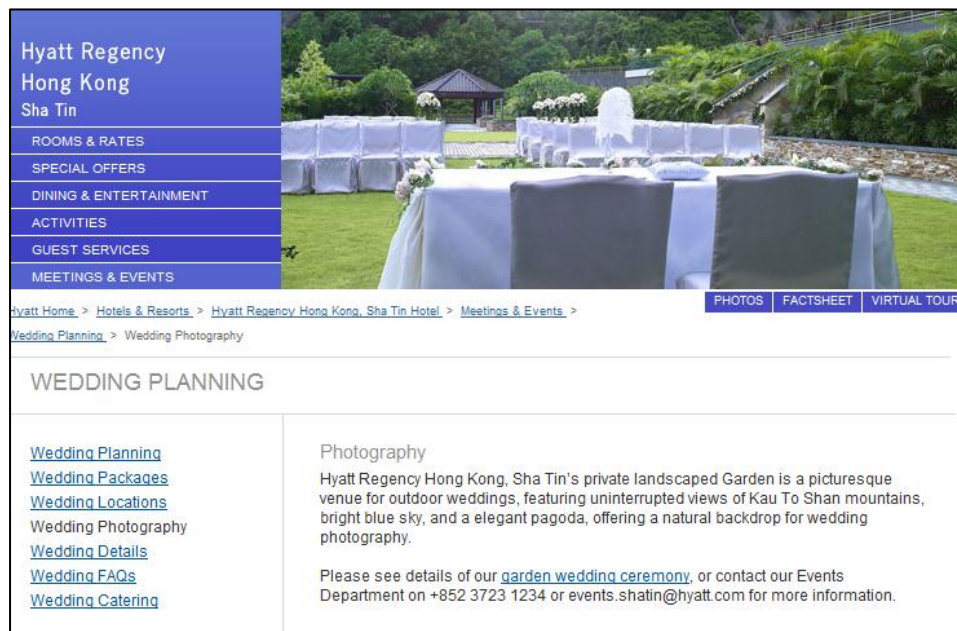 Hyatt Regency
Hong Kong
Sha Tin
ROOMS & RATES
SPECIAL OFFERS
DINING & ENTERTAINMENT
ACTIVITIES
GUEST SERVICES
MEETINGS & EVENTS
PHOTOS FACTSHEET VIRTUAL TOUR
Hyatt Home > Hotels & Resorts > Hyatt Regency Hong Kong, Sha Tin Hotel > Meetings & Events >
Wedding Planning > Wedding Photography
WEDDING PLANNING
Wedding Planning
Wedding Packages
Wedding Locations
Wedding Photography
Wedding Details
Wedding FAQs
Wedding Catering
Photography
Hyatt Regency Hong Kong, Sha Tin's private landscaped Garden is a picturesque
venue for outdoor weddings, featuring uninterrupted views of Kau To Shan mountains,
bright blue sky, and a elegant pagoda, offering a natural backdrop for wedding
photography.
Please see details of our garden wedding ceremony, or contact our Events
Department on +852 3723 1234 or events.shatin@hyatt.com for more information.